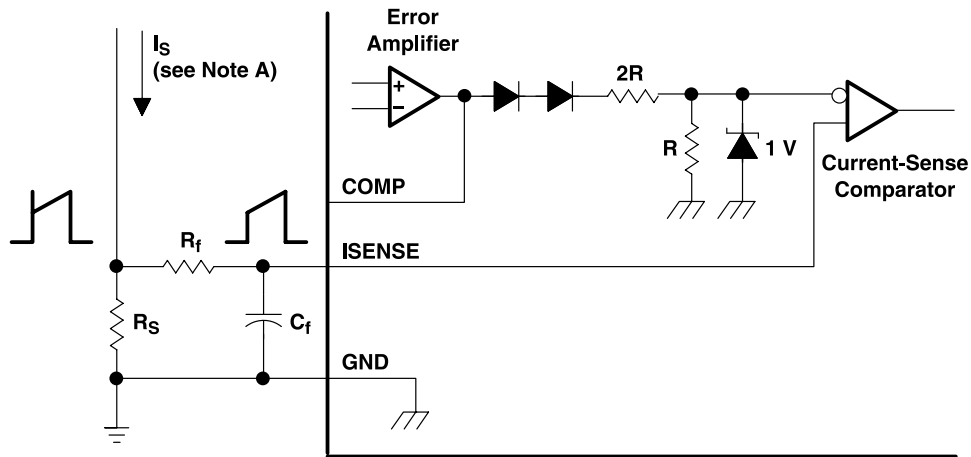 Error
Amplifier
I_S
(see Note A)
+
−
2R
R
1 V
Current-Sense
Comparator
COMP
R_f
ISENSE
R_S
C_f
GND